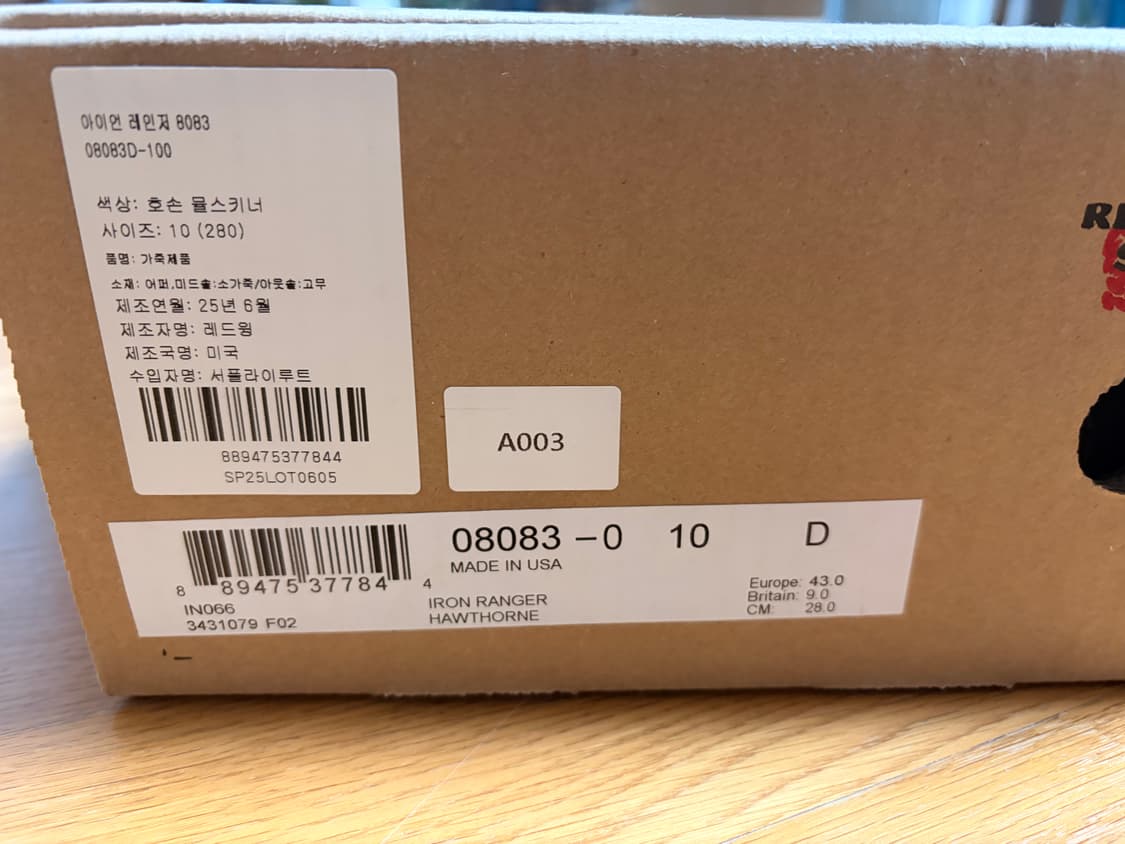 아이언 레인저 8083
08083D-100
색상: 호손 뮬스키너
사이즈: 10 (280)
품명: 가죽제품
소재: 어퍼,미드솔:소가죽/아웃솔:고무
제조연월: 25년 6월
제조자명: 레드윙
제조국명: 미국
수입자명: 서플라이루트
889475377844
SP25LOT0605
A003
08083 –0 10 D
MADE IN USA
8 89475 37784 4
IN066
3431079 F02
IRON RANGER
HAWTHORNE
Europe: 43.0
Britain: 9.0
CM: 28.0